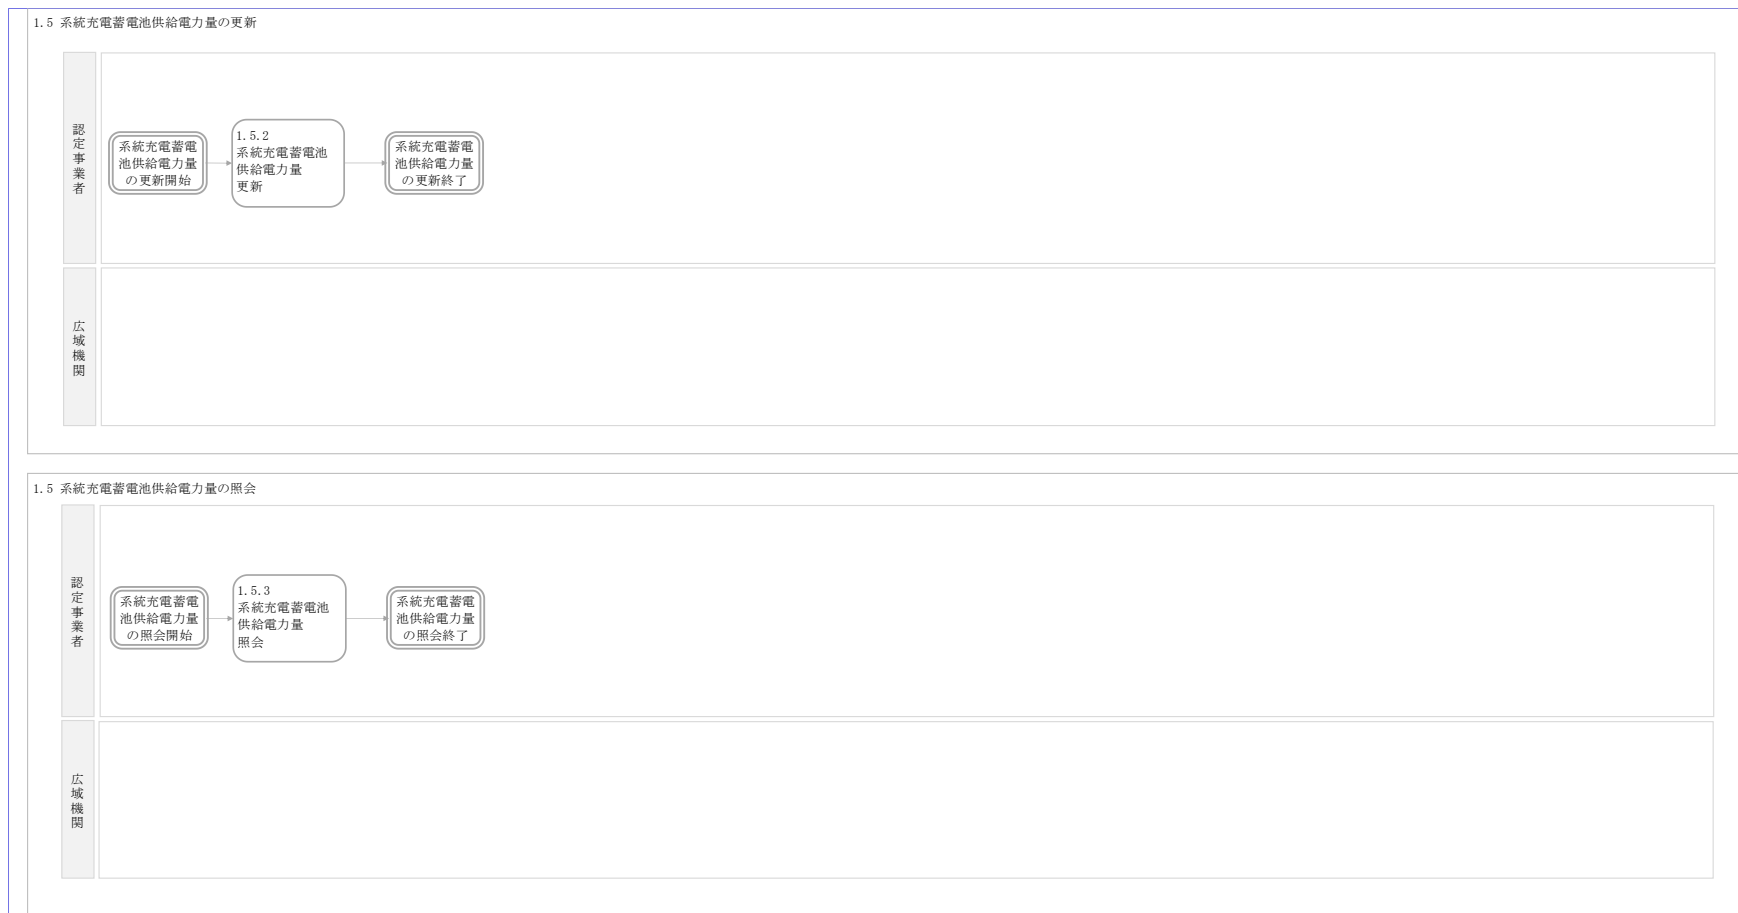 1.5 系統充電蓄電池供給電力量の更新
認定事業者
系統充電蓄電
池供給電力量
の更新開始
1.5.2
系統充電蓄電池
供給電力量
更新
系統充電蓄電
池供給電力量
の更新終了
広域機関
1.5 系統充電蓄電池供給電力量の照会
認定事業者
系統充電蓄電
池供給電力量
の照会開始
1.5.3
系統充電蓄電池
供給電力量
照会
系統充電蓄電
池供給電力量
の照会終了
広域機関